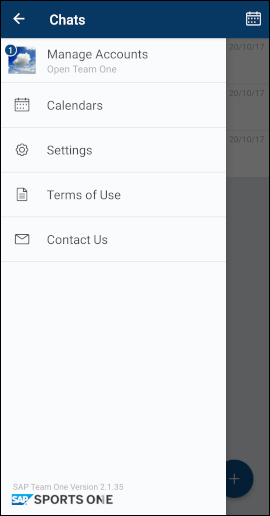 Chats
20/10/17
1
Manage Accounts
Open Team One
20/10/17
Calendars
20/10/17
Settings
Terms of Use
Contact Us
SAP Team One Version 2.1.35
SAP SPORTS ONE